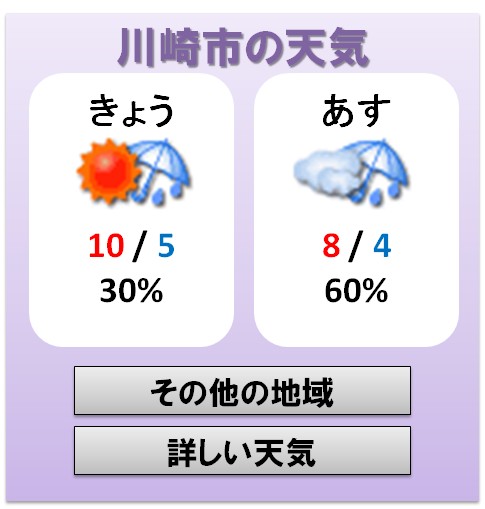 川崎市の天気
きょう
10 / 5
30%
あす
8 / 4
60%
その他の地域
詳しい天気